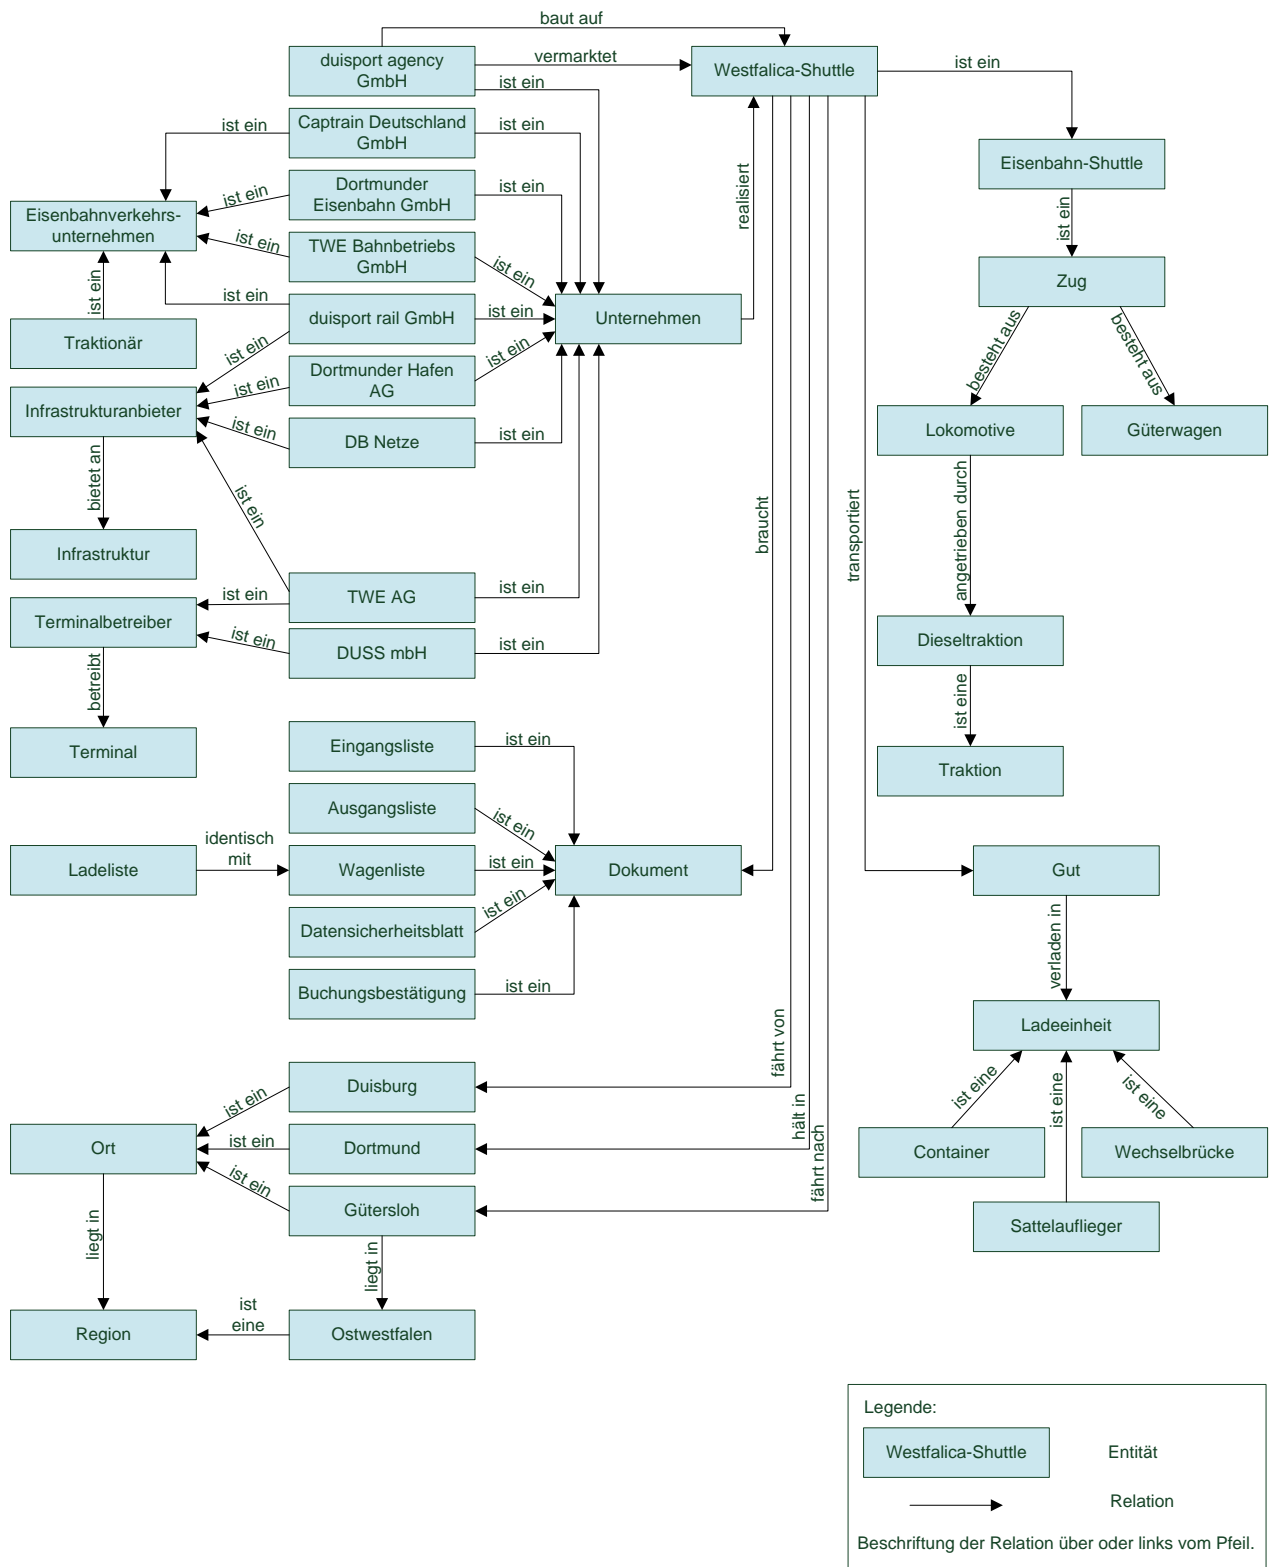 baut auf
duisport agency
GmbH
vermarktet
Westfalica-Shuttle
ist ein
ist ein
Captrain Deutschland
GmbH
ist ein
ist ein
Eisenbahn-Shuttle
realisiert
Dortmunder
Eisenbahn GmbH
ist ein
ist ein
Eisenbahnverkehrs-
unternehmen
ist ein
ist ein
TWE Bahnbetriebs
GmbH
ist ein
Zug
ist ein
ist ein
duisport rail GmbH
ist ein
Unternehmen
Traktionär
ist ein
besteht aus
besteht aus
Dortmunder Hafen
AG
ist ein
ist ein
Infrastrukturanbieter
Lokomotive
Güterwagen
ist ein
DB Netze
ist ein
bietet an
ist ein
braucht
transportiert
angetrieben durch
Infrastruktur
ist ein
TWE AG
ist ein
Terminalbetreiber
Dieseltraktion
ist ein
DUSS mbH
ist ein
betreibt
ist eine
Terminal
Eingangsliste
ist ein
Traktion
Ausgangsliste
ist ein
identisch
mit
Ladeliste
Wagenliste
ist ein
Dokument
Gut
Datensicherheitsblatt
ist ein
verladen in
Buchungsbestätigung
ist ein
Ladeeinheit
fährt von
Duisburg
ist ein
ist eine
ist eine
ist eine
hält in
Ort
ist ein
Dortmund
Container
Wechselbrücke
fährt nach
ist ein
Gütersloh
Sattelauflieger
liegt in
liegt in
ist
eine
Region
Ostwestfalen
Legende:
Westfalica-Shuttle
Entität
Relation
Beschriftung der Relation über oder links vom Pfeil.